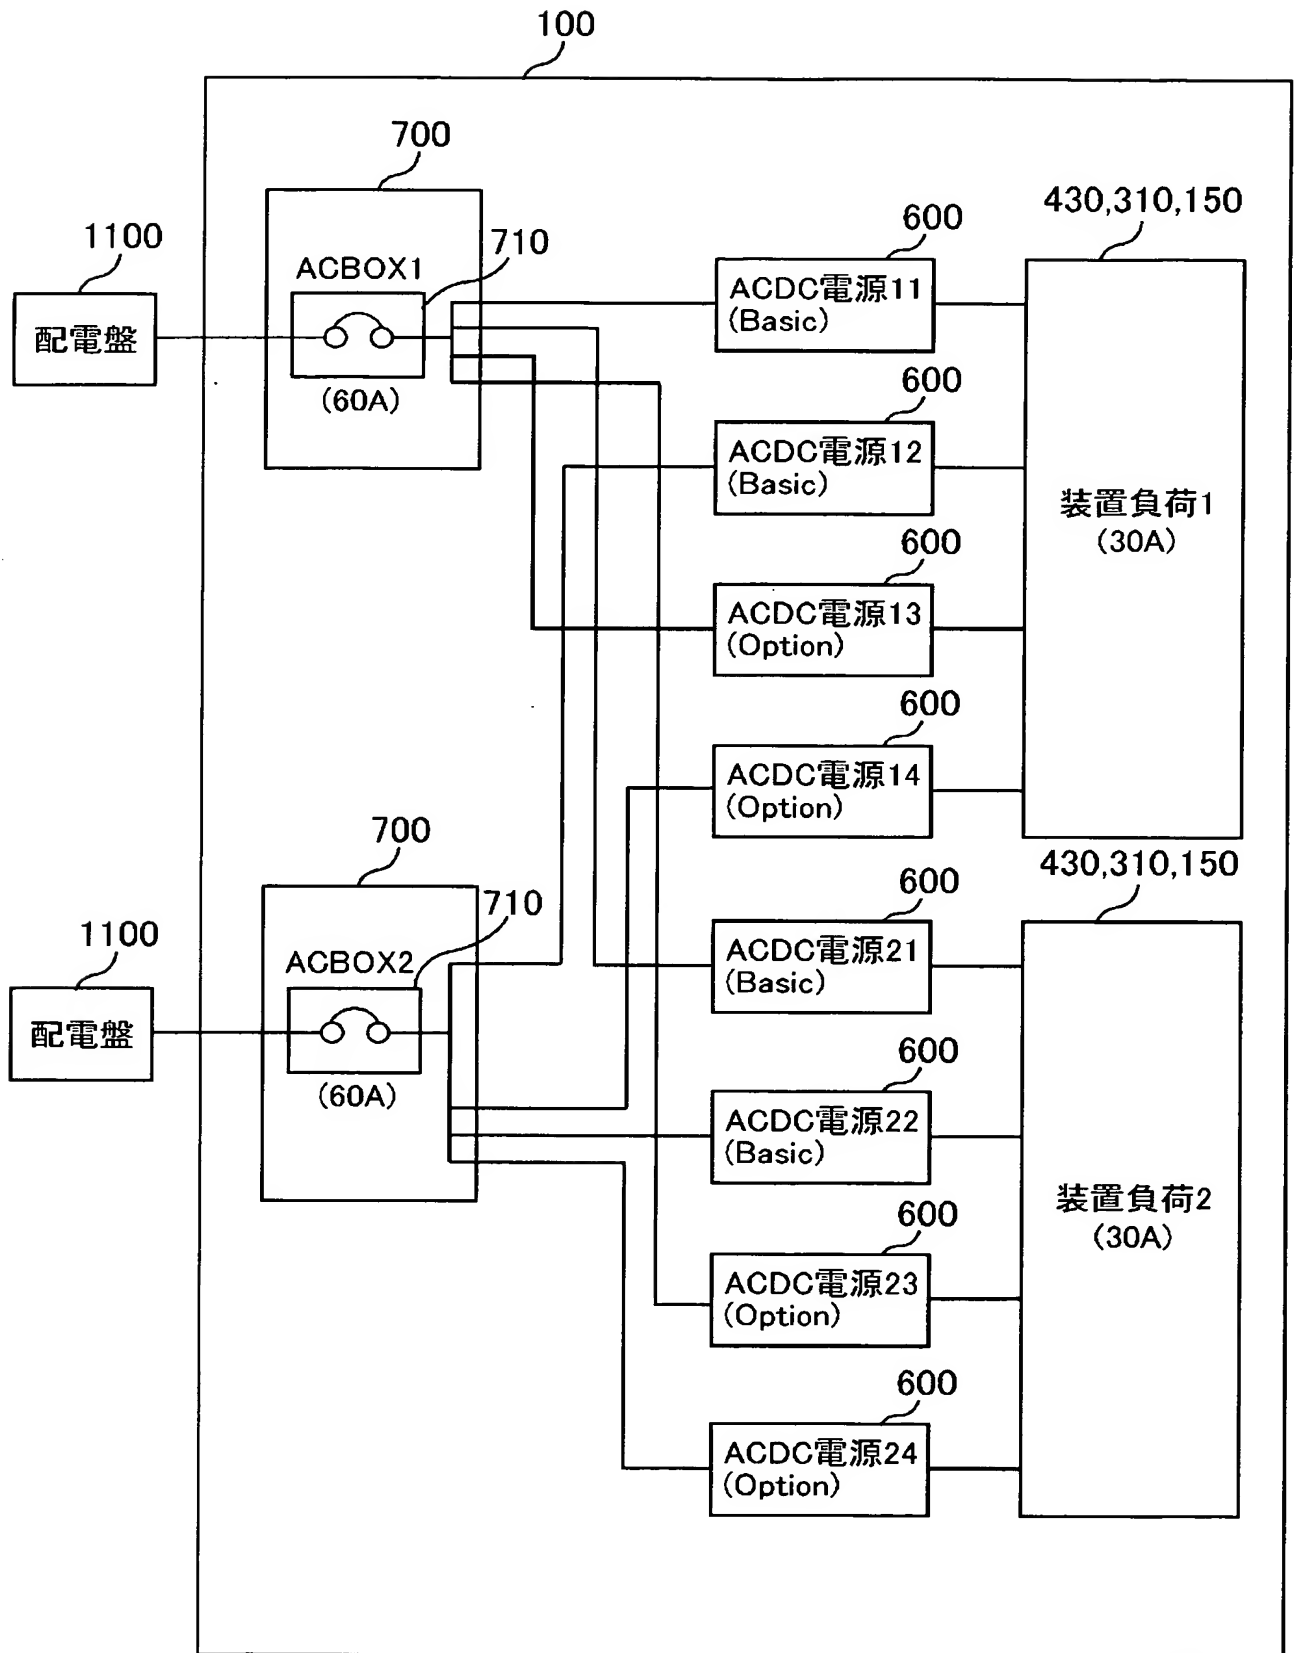 100
700
430,310,150
600
1100
710
ACBOX1
ACDC電源11
(Basic)
配電盤
(60A)
600
ACDC電源12
(Basic)
装置負荷1
(30A)
600
ACDC電源13
(Option)
600
ACDC電源14
(Option)
700
430,310,150
600
710
1100
ACBOX2
ACDC電源21
(Basic)
配電盤
(60A)
600
ACDC電源22
(Basic)
装置負荷2
(30A)
600
ACDC電源23
(Option)
600
ACDC電源24
(Option)